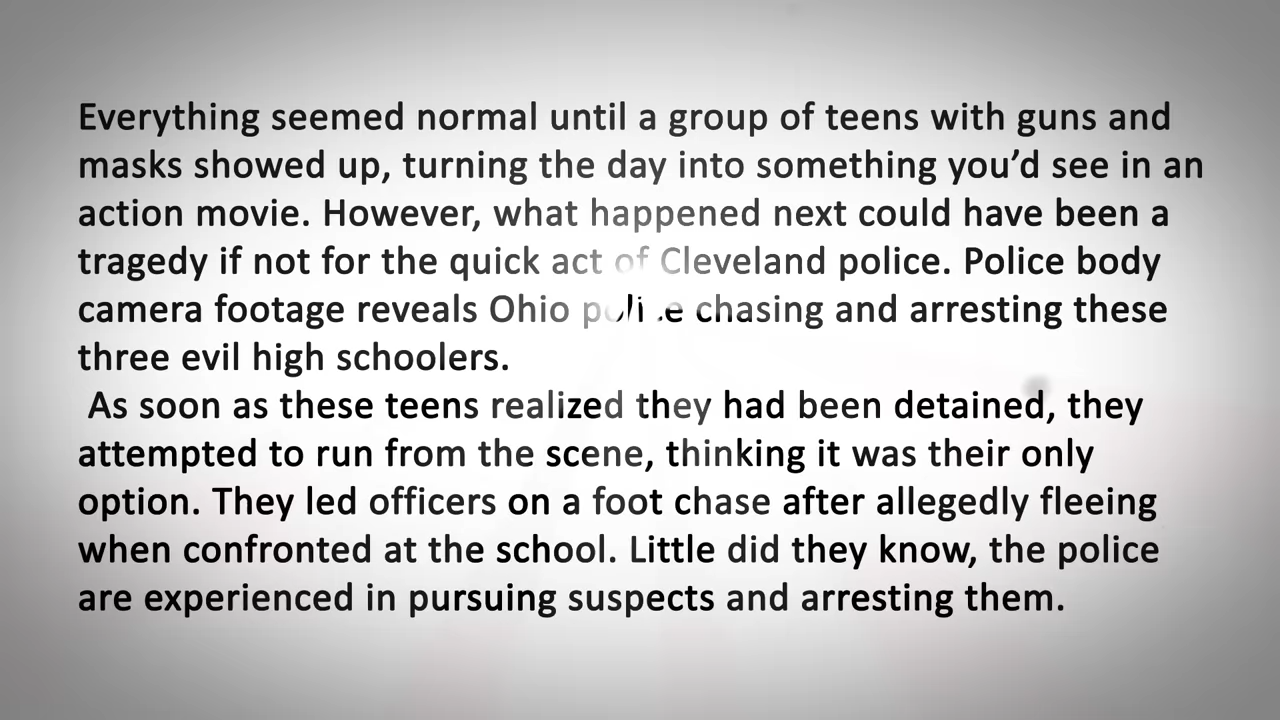 Everything seemed normal until a group of teens with guns and
masks showed up, turning the day into something you’d see in an
action movie. However, what happened next could have been a
tragedy if not for the quick act of Cleveland police. Police body
camera footage reveals Ohio police chasing and arresting these
three evil high schoolers.
As soon as these teens realized they had been detained, they
attempted to run from the scene, thinking it was their only
option. They led officers on a foot chase after allegedly fleeing
when confronted at the school. Little did they know, the police
are experienced in pursuing suspects and arresting them.